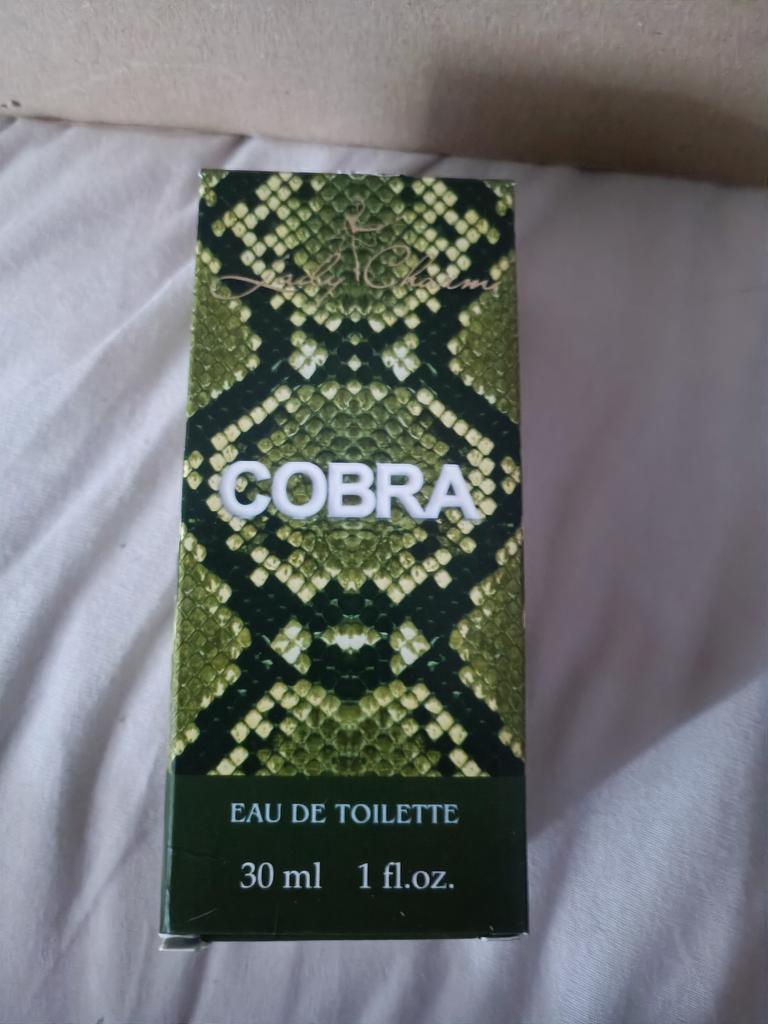 Lady Charm
COBRA
EAU DE TOILETTE
30 ml 1 fl.oz.